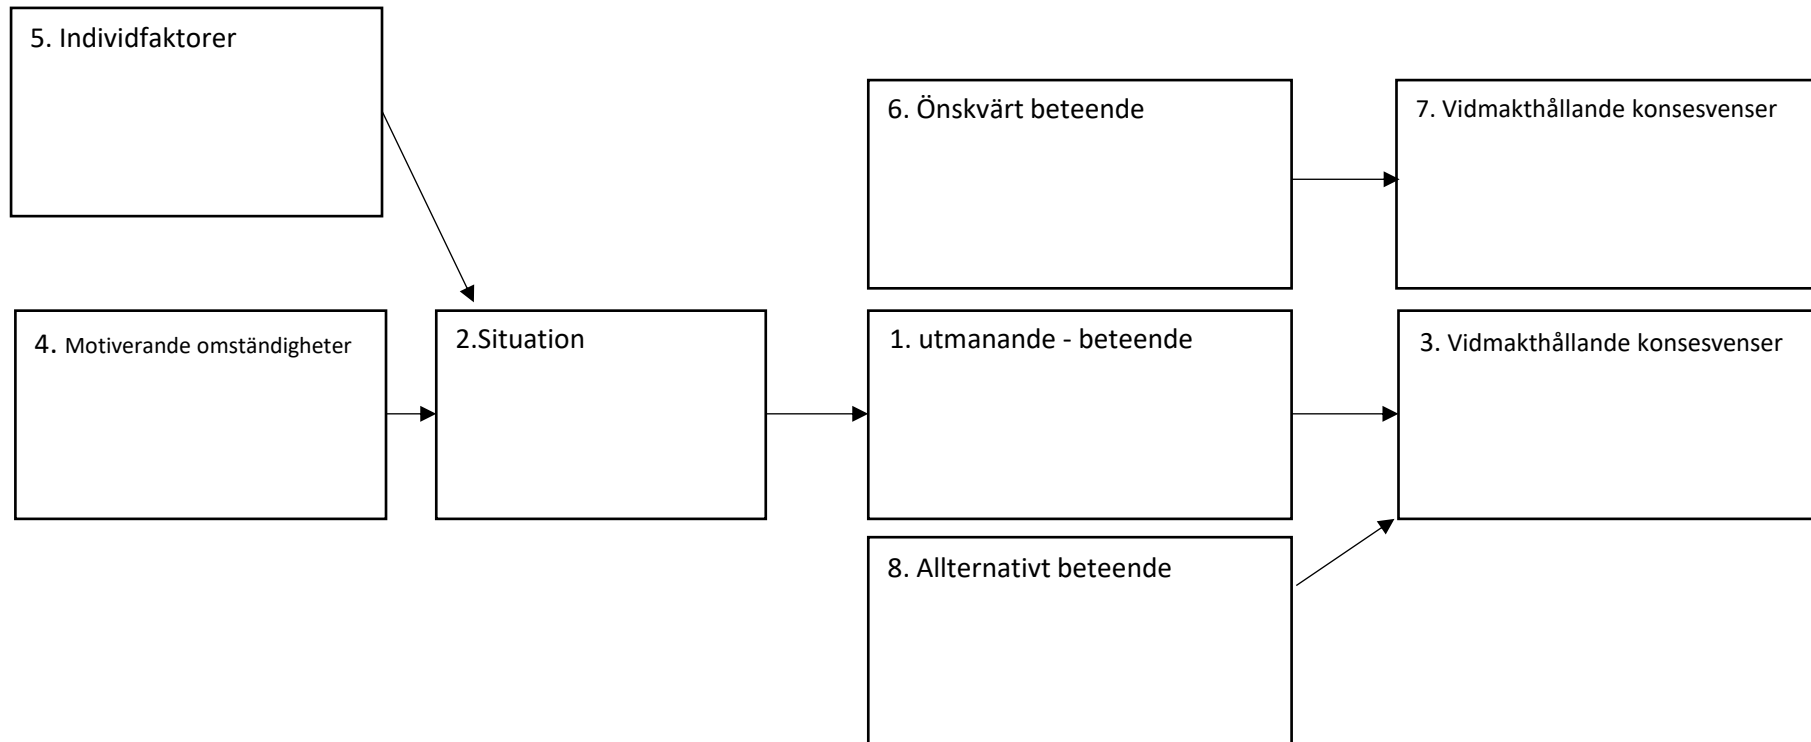 5. Individfaktorer
6. Önskvärt beteende
7. Vidmakthållande konsesvenser
4. Motiverande omständigheter
2.Situation
1. utmanande - beteende
3. Vidmakthållande konsesvenser
8. Allternativt beteende